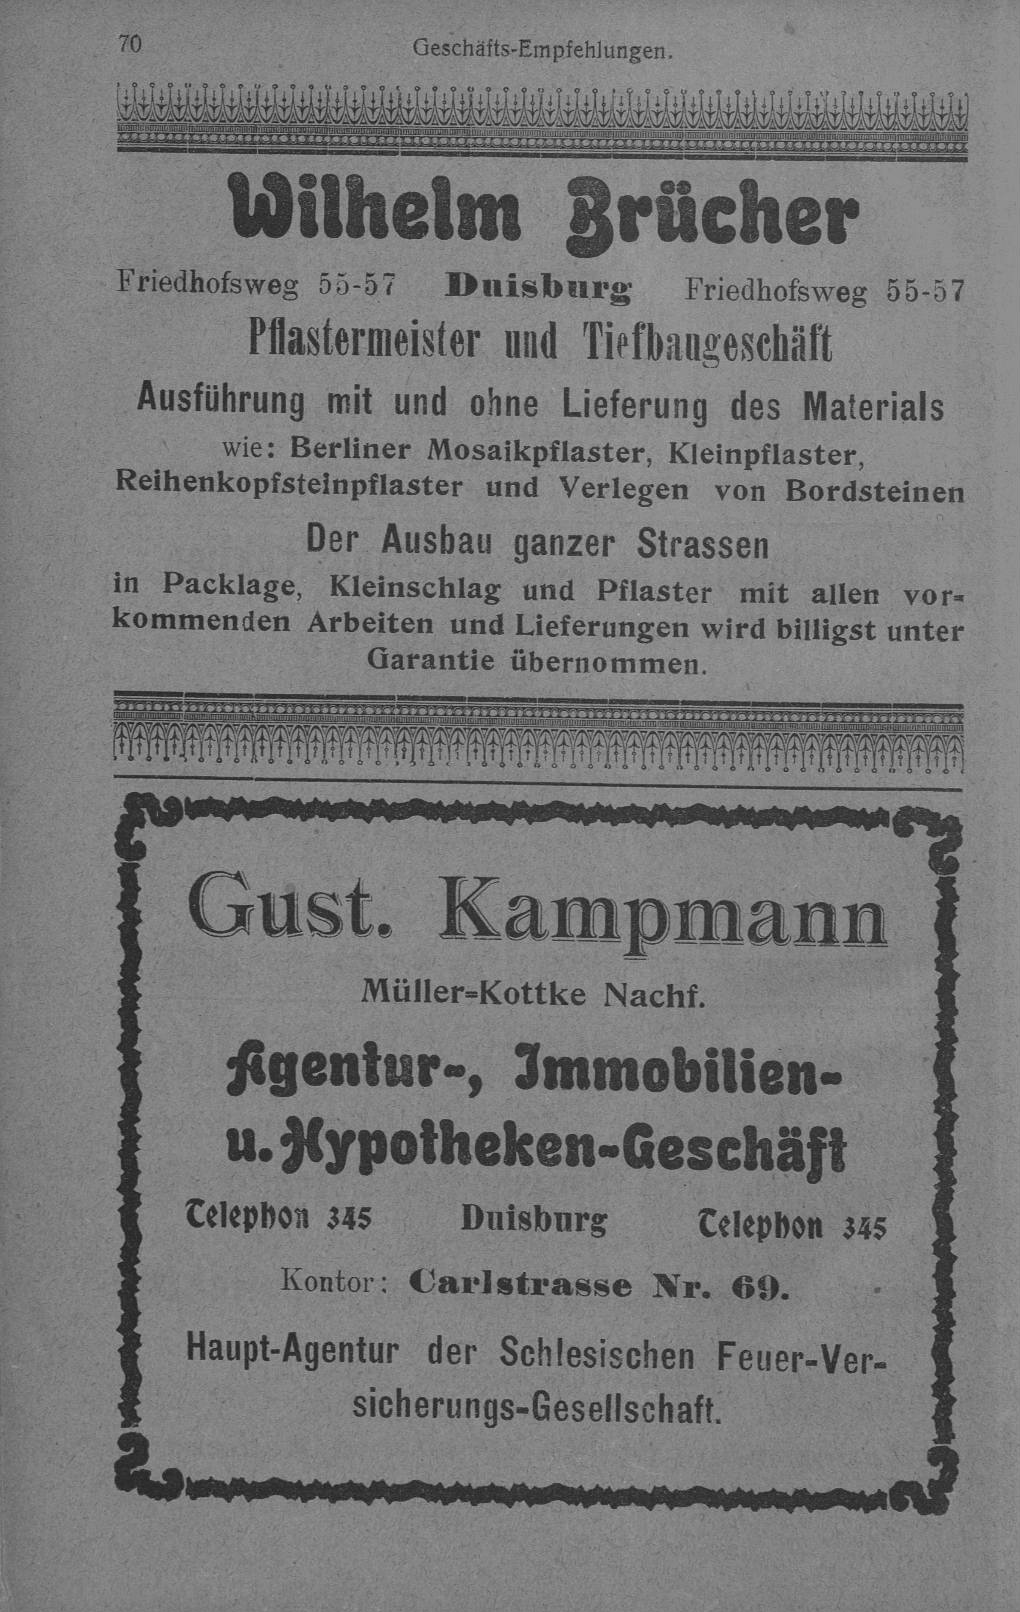 70
Geschäfts-Empfehlungen.
Wilhelm Brücher
Friedhofsweg 55-57 Duisburg Friedhofsweg 55-57
Pflastermeister und Tiefbaugeschäft
Ausführung mit und ohne Lieferung des Materials
wie: Berliner Mosaikpflaster, Kleinpflaster,
Reihenkopfsteinpflaster und Verlegen von Bordsteinen
Der Ausbau ganzer Strassen
in Packlage, Kleinschlag und Pflaster mit allen vor-
kommenden Arbeiten und Lieferungen wird billigst unter
Garantie übernommen.
Gust. Kampmann
Müller-Kottke Nachf.
Agentur-, Immobilien-
u. Hypotheken-Geschäft
Telephon 345 Duisburg Telephon 345
Kontor: Carlstrasse Nr. 69.
Haupt-Agentur der Schlesischen Feuer-Ver-
sicherungs-Gesellschaft.